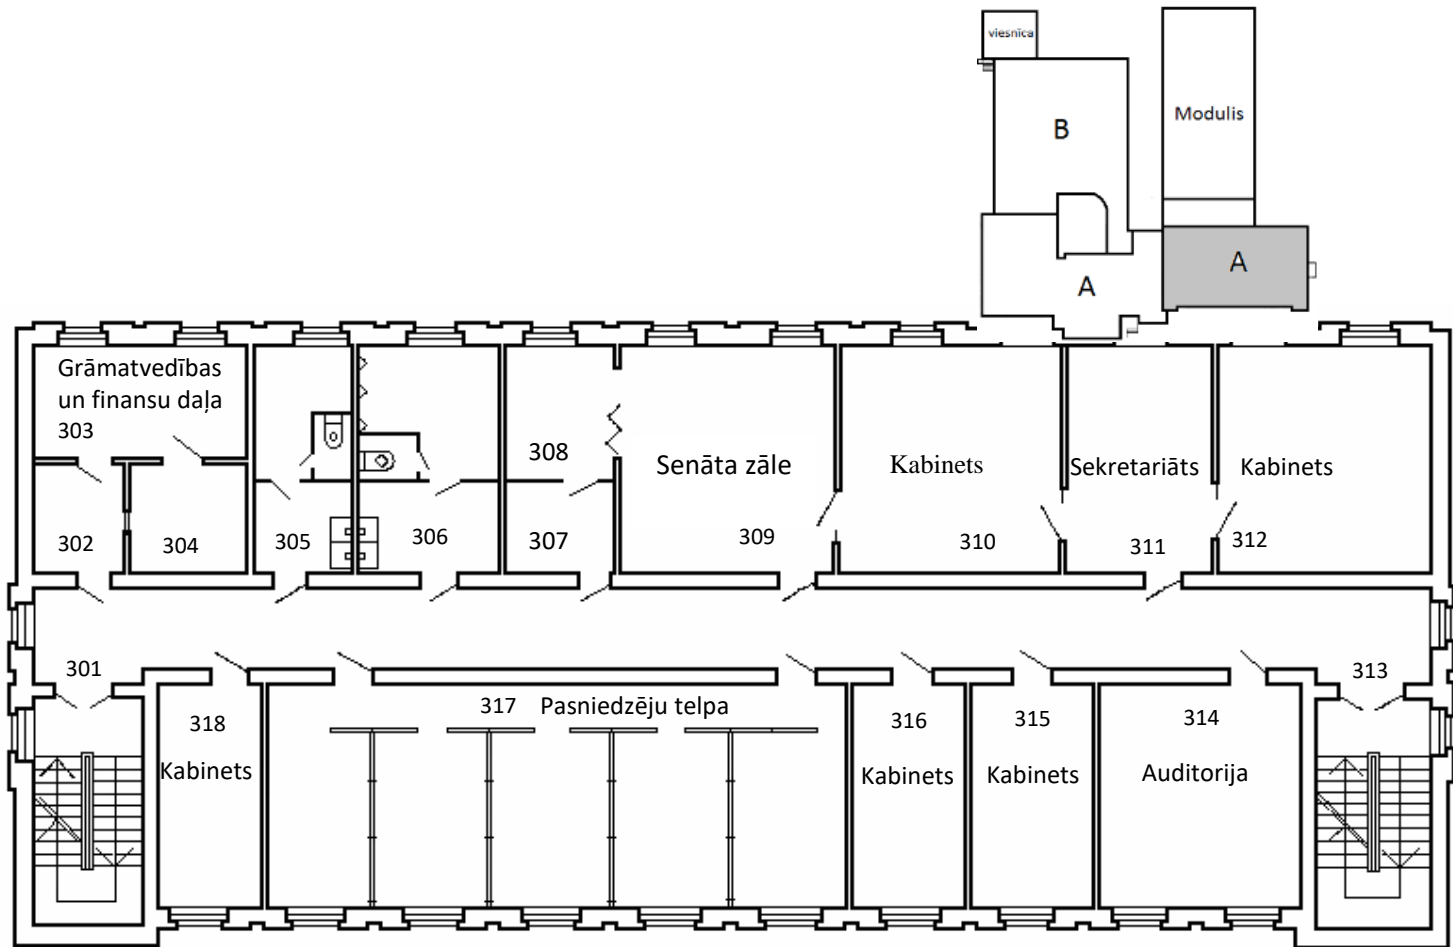 viesnīca
B
Modulis
A
A
Grāmatvedības
un finansu daļa
303
308
Senāta zāle
Kabinets
Sekretariāts
Kabinets
302
304
305
306
307
309
310
311
312
301
313
318
Kabinets
317 Pasniedzēju telpa
316
Kabinets
315
Kabinets
314
Auditorija